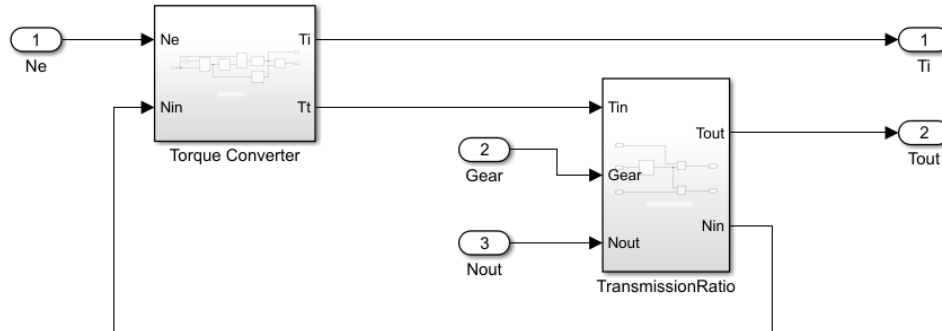 1
Ne
Ne
Nin
Ti
Tt
Torque Converter
1
Ti
2
Gear
3
Nout
Tin
Gear
Nout
Tout
Nin
TransmissionRatio
2
Tout